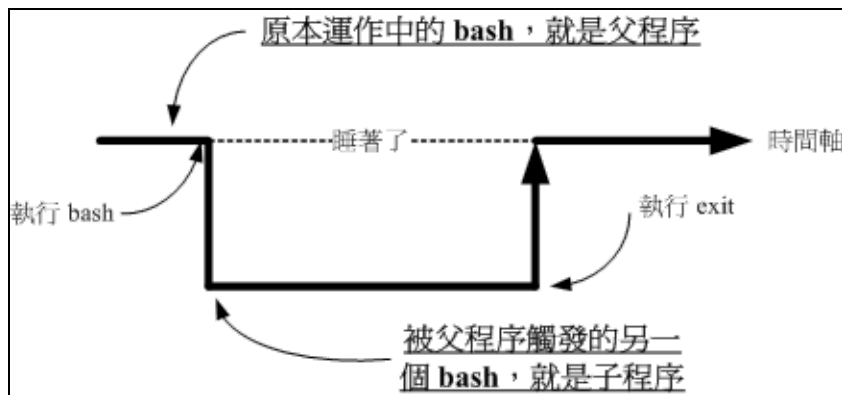 原本運作中的 bash，就是父程序
睡著了
時間軸
執行 bash
執行 exit
被父程序觸發的另一
個 bash，就是子程序